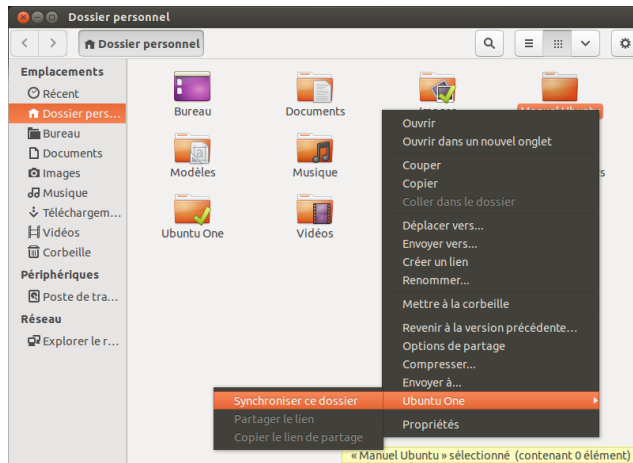 Dossier personnel
Dossier personnel
Emplacements
Récent
Dossier pers...
Bureau
Documents
Images
Musique
Téléchargem...
Vidéos
Corbeille
Périphériques
Poste de tra...
Réseau
Explorer le r...
Bureau
Documents
Modèles
Musique
Ubuntu One
Vidéos
Ouvrir
Ouvrir dans un nouvel onglet
Couper
Copier
Coller dans le dossier
Déplacer vers...
Envoyer vers...
Créer un lien
Renommer...
Mettre à la corbeille
Revenir à la version précédente...
Options de partage
Compresser...
Envoyer à...
Ubuntu One
Propriétés
Synchroniser ce dossier
Partager le lien
Copier le lien de partage
« Manuel Ubuntu » sélectionné (contenant 0 élément)